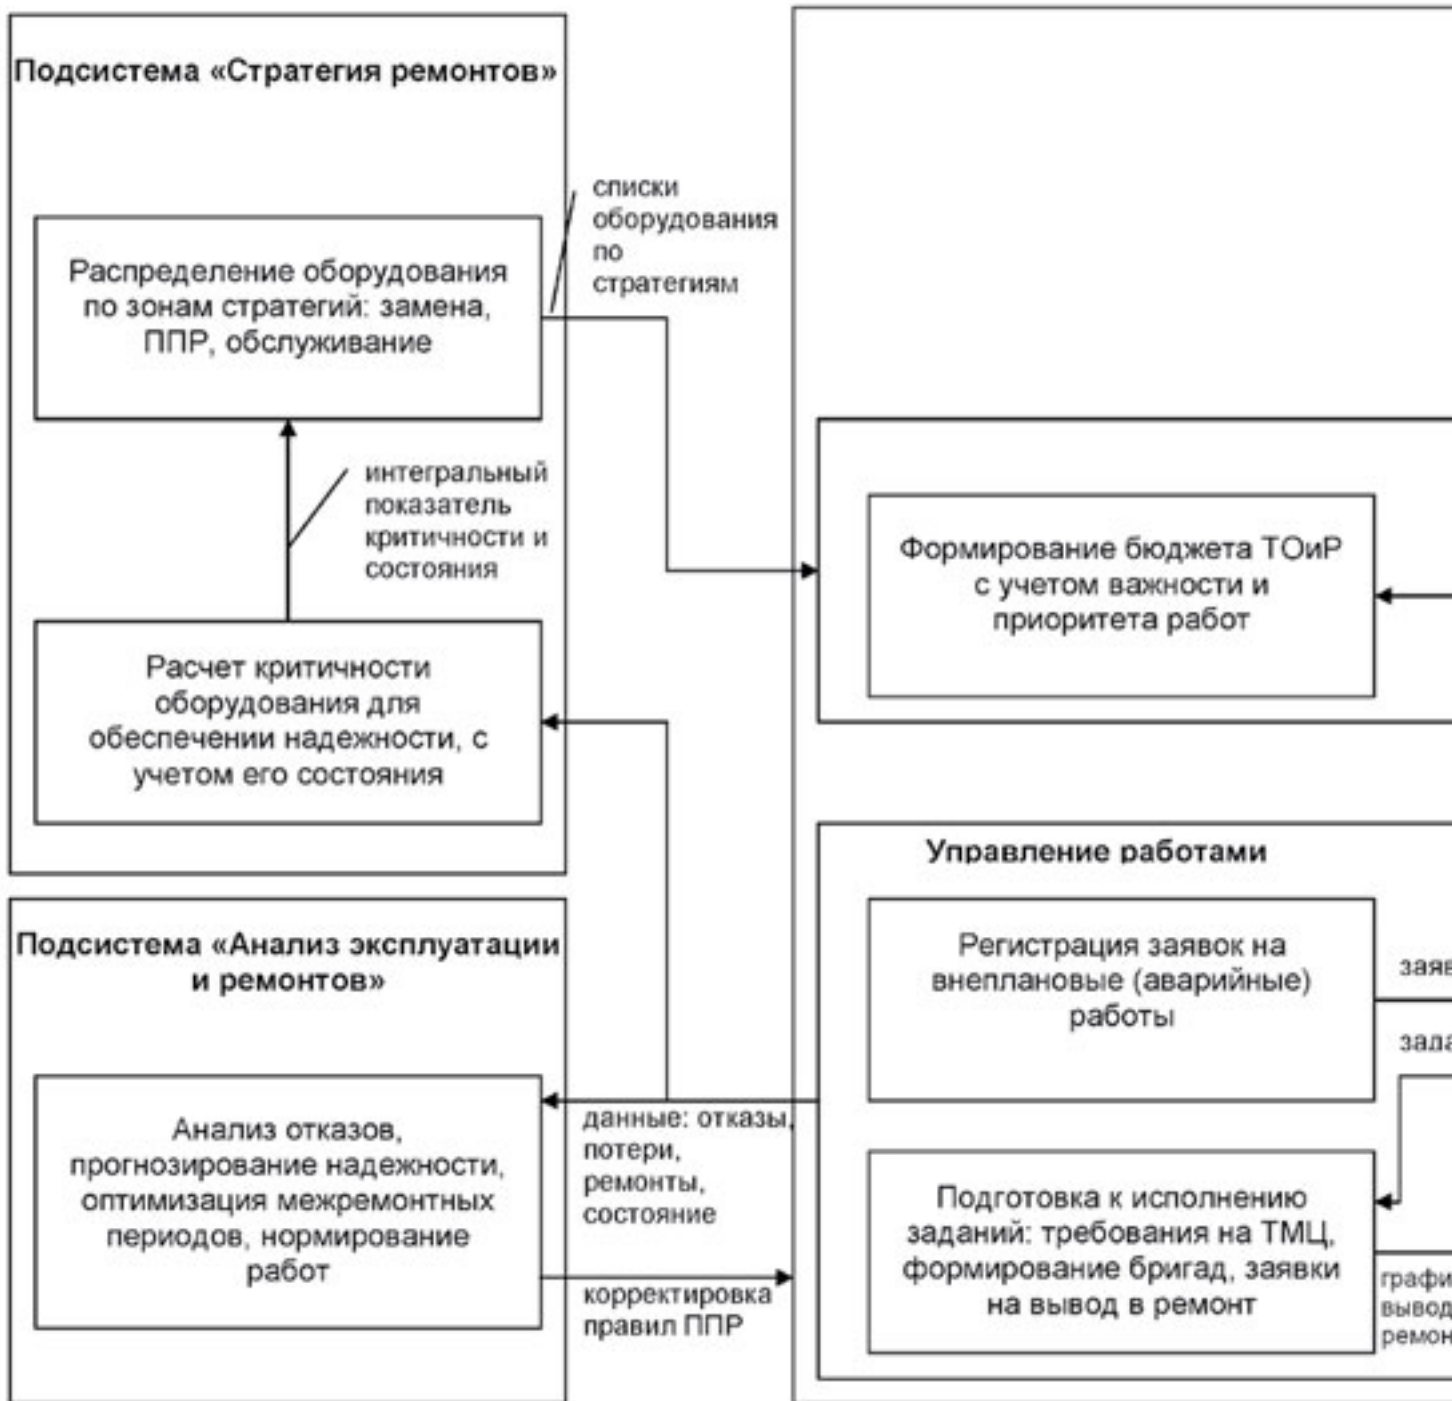 Подсистема «Стратегия ремонтов»
Распределение оборудования
по зонам стратегий: замена,
ППР, обслуживание
списки
оборудования
по
стратегиям
интегральный
показатель
критичности и
состояния
Расчет критичности
оборудования для
обеспечении надежности, с
учетом его состояния
Формирование бюджета ТОиР
с учетом важности и
приоритета работ
Подсистема «Анализ эксплуатации
и ремонтов»
Анализ отказов,
прогнозирование надежности,
оптимизация межремонтных
периодов, нормирование
работ
данные: отказы,
потери,
ремонты,
состояние
корректировка
правил ППР
Управление работами
Регистрация заявок на
внеплановые (аварийные)
работы
Подготовка к исполнению
заданий: требования на ТМЦ,
формирование бригад, заявки
на вывод в ремонт